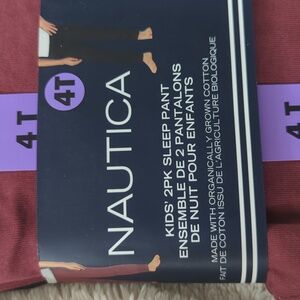 4T
4T
NAUTICA
KIDS' 2PK SLEEP PANT
ENSEMBLE DE 2 PANTALONS
DE NUIT POUR ENFANTS
MADE WITH ORGANICALLY GROWN COTTON
FAIT DE COTON ISSU DE L'AGRICULTURE BIOLOGIQUE
4T